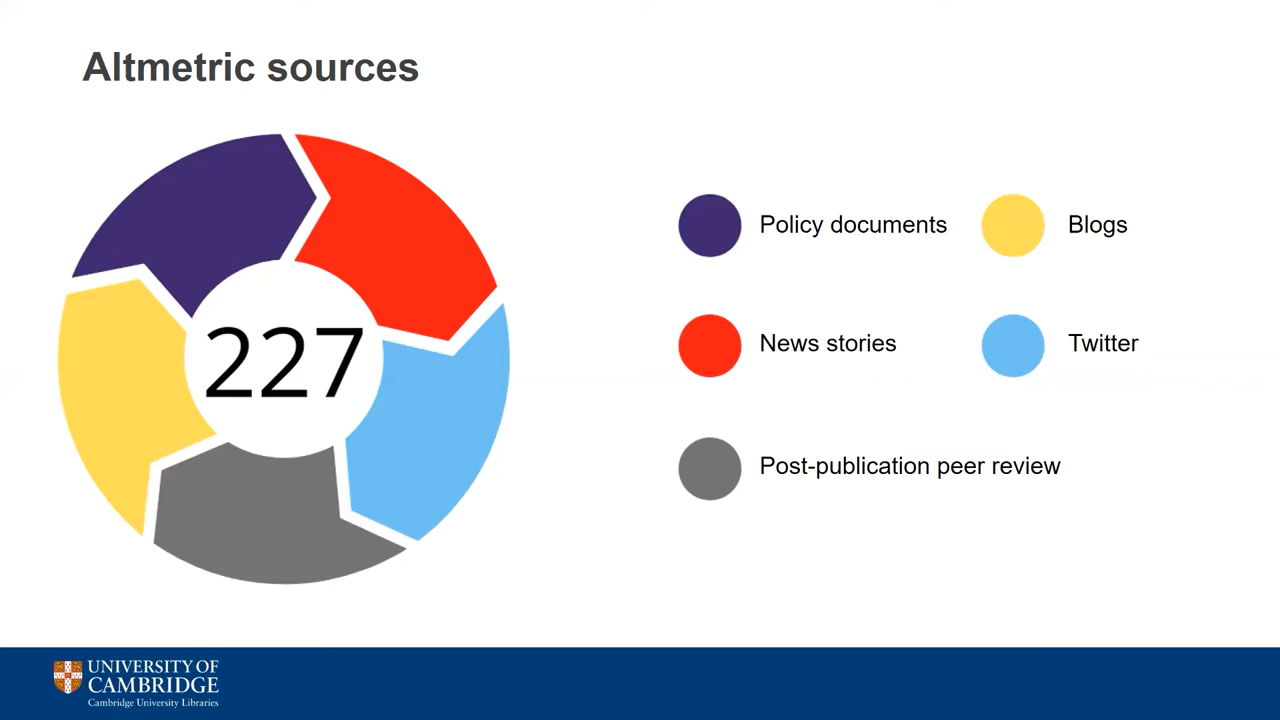 Altmetric sources
227
Policy documents
Blogs
News stories
Twitter
Post-publication peer review
UNIVERSITY OF
CAMBRIDGE
Cambridge University Libraries